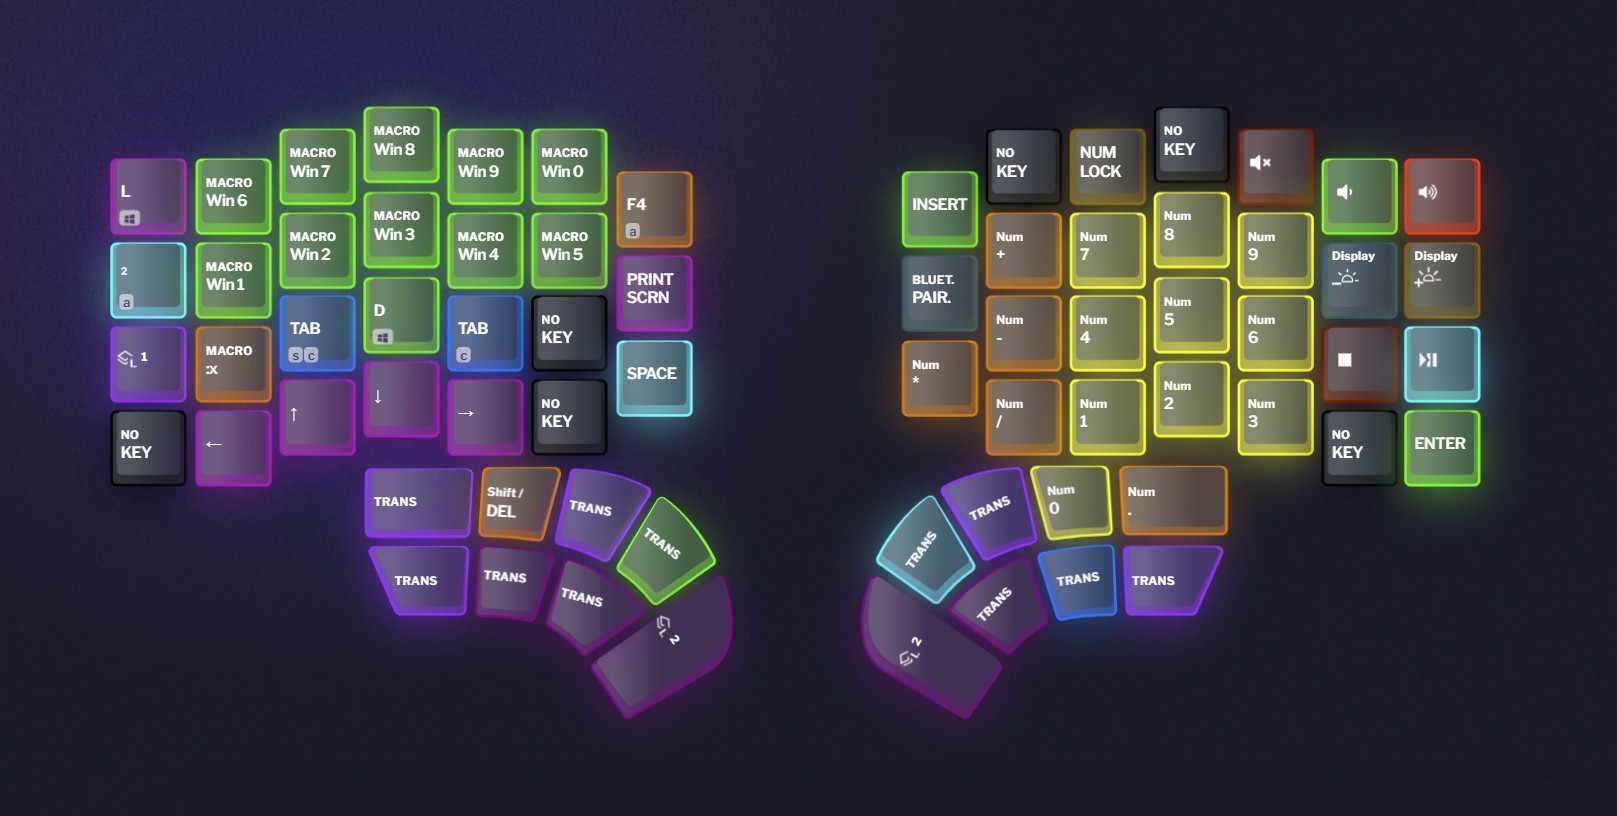 L
MACRO
Win 6
MACRO
Win 7
MACRO
Win 8
MACRO
Win 9
MACRO
Win 0
F4
a
2
a
MACRO
Win 1
MACRO
Win 2
MACRO
Win 3
MACRO
Win 4
MACRO
Win 5
PRINT
SCRN
L 1
MACRO
:x
TAB
s c
D
TAB
c
NO
KEY
SPACE
NO
KEY
←
↑
↓
→
NO
KEY
TRANS
Shift /
DEL
TRANS
TRANS
TRANS
TRANS
TRANS
L 2
INSERT
NO
KEY
NUM
LOCK
NO
KEY
BLUET.
PAIR.
Num
+
Num
7
Num
8
Num
9
Display
Display
Num
*
Num
-
Num
4
Num
5
Num
6
Num
/
Num
1
Num
2
Num
3
NO
KEY
ENTER
TRANS
TRANS
Num
0
Num
.
L 2
TRANS
TRANS
TRANS